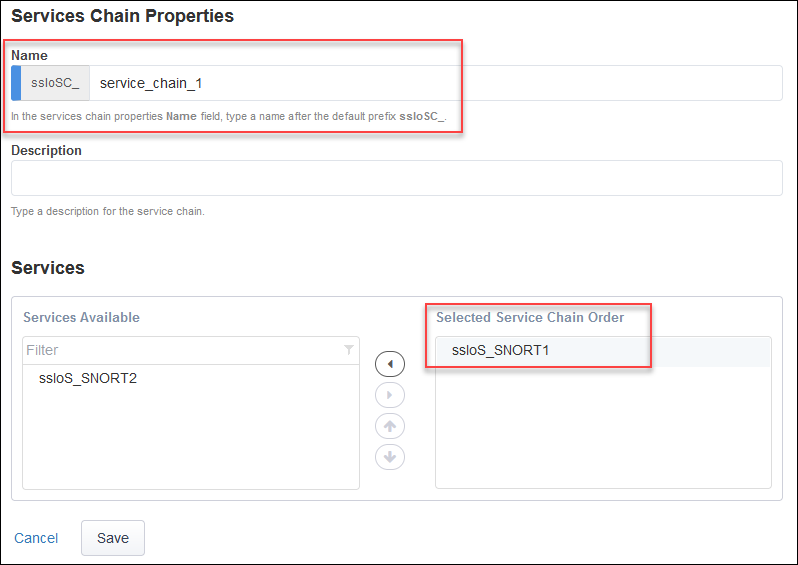 Services Chain Properties
Name
ssloSC_ service_chain_1
In the services chain properties Name field, type a name after the default prefix ssloSC_.
Description
Type a description for the service chain.
Services
Services Available
Selected Service Chain Order
Filter
ssloS_SNORT1
ssloS_SNORT2
Cancel
Save